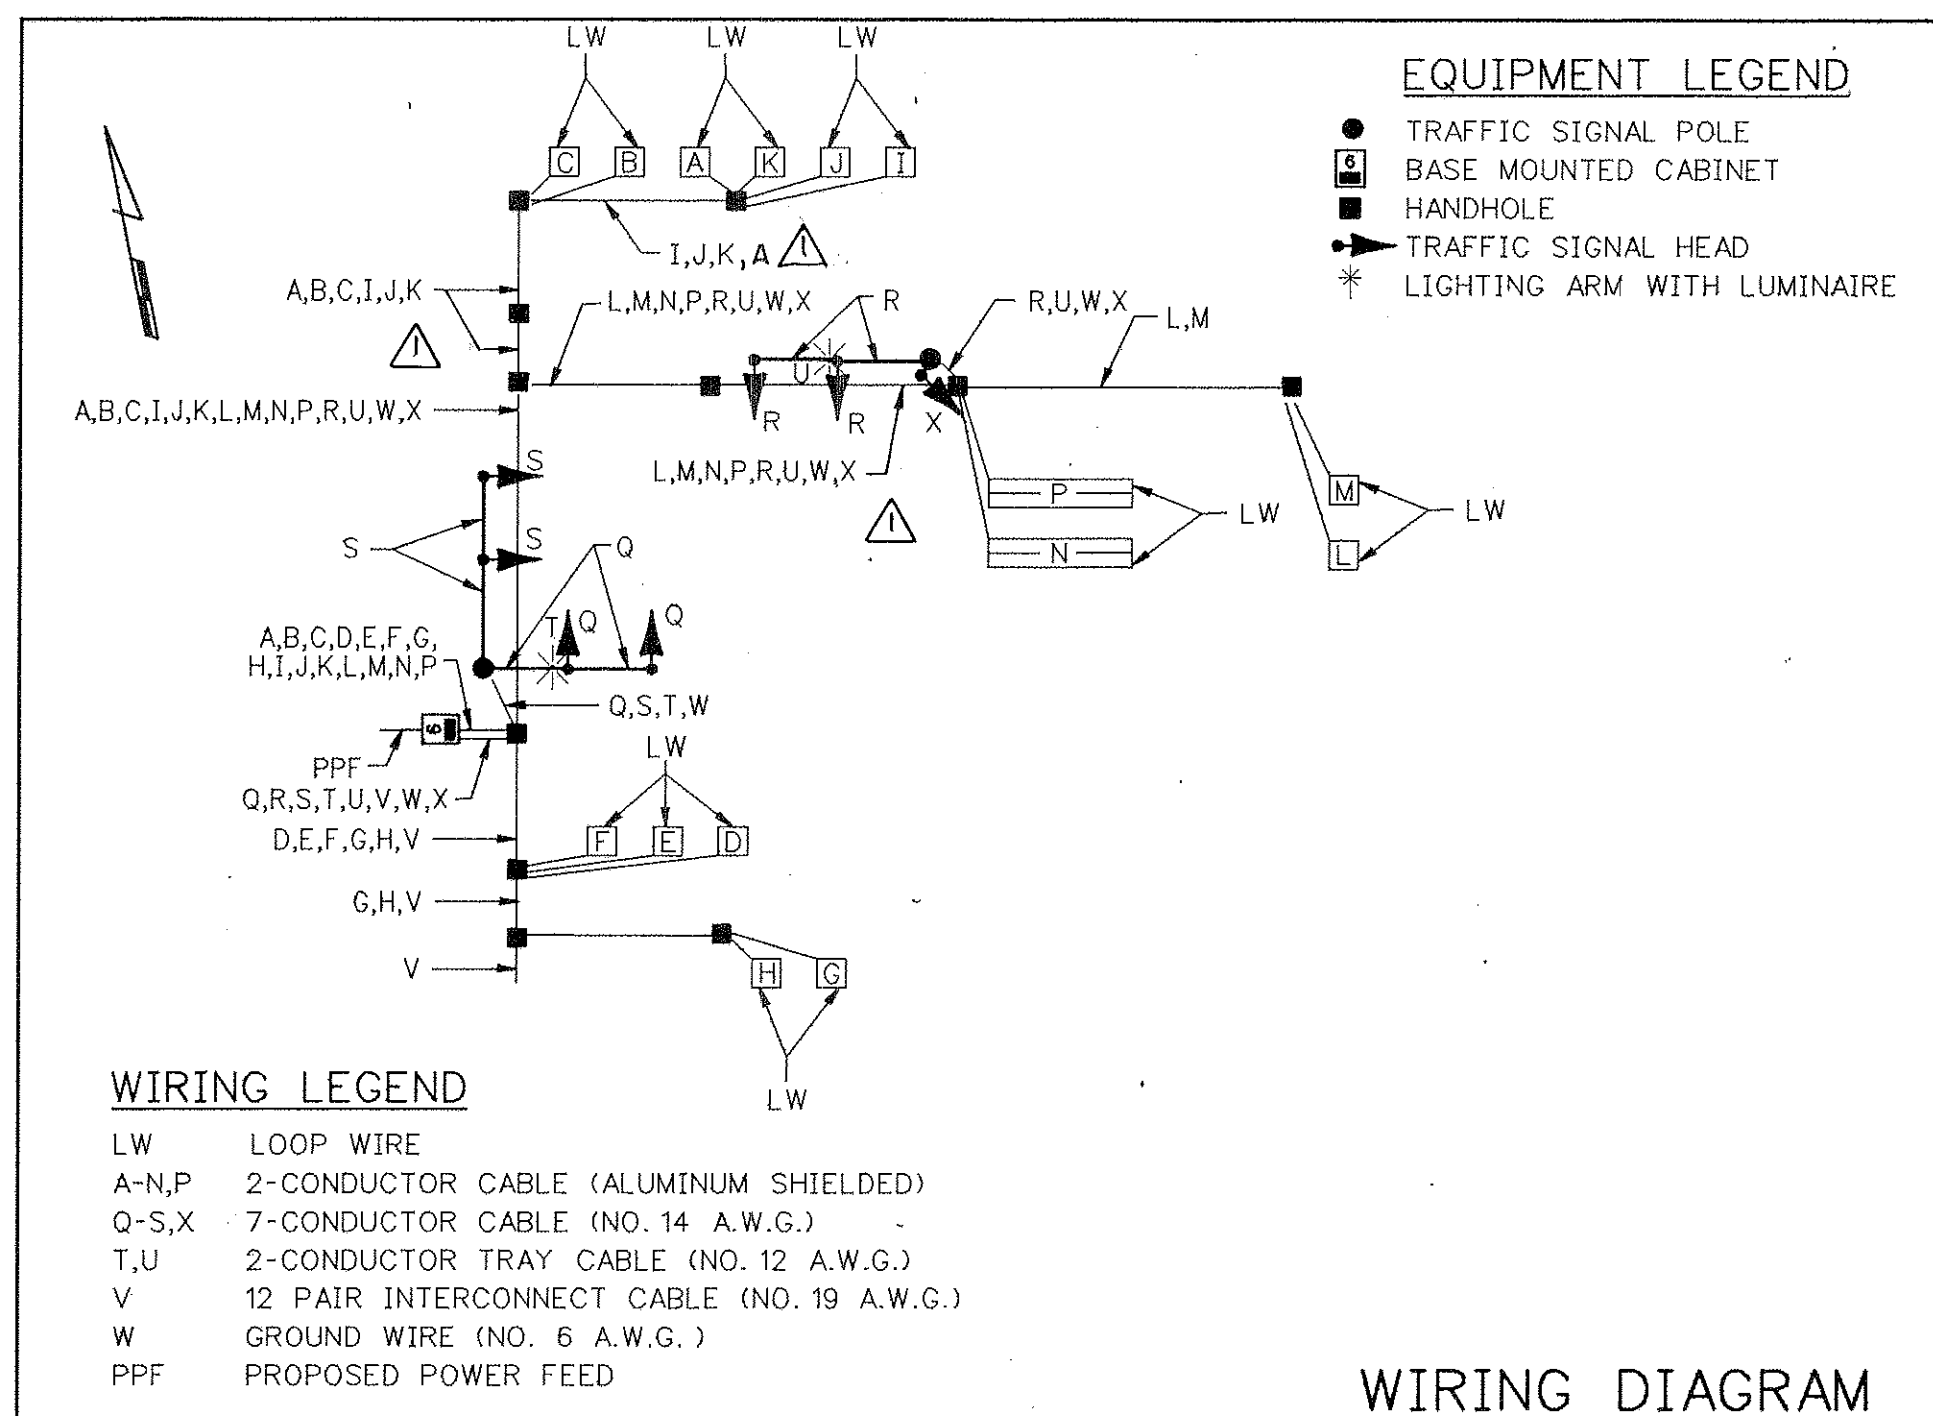 LW LW LW
EQUIPMENT LEGEND
TRAFFIC SIGNAL POLE
6 BASE MOUNTED CABINET
HANDHOLE
TRAFFIC SIGNAL HEAD
LIGHTING ARM WITH LUMINAIRE
C B A K J I
I,J,K,A 1
A,B,C,I,J,K
1
L,M,N,P,R,U,W,X
R
R,U,W,X
L,M
U
R R X
A,B,C,I,J,K,L,M,N,P,R,U,W,X
L,M,N,P,R,U,W,X
1
P
N
LW
M
L
LW
S
S
S
Q
T Q Q
A,B,C,D,E,F,G,
H,I,J,K,L,M,N,P
Q,S,T,W
6
PPF
Q,R,S,T,U,V,W,X
LW
D,E,F,G,H,V
F E D
G,H,V
V
H G
LW
WIRING LEGEND
LW LOOP WIRE
A-N,P 2-CONDUCTOR CABLE (ALUMINUM SHIELDED)
Q-S,X 7-CONDUCTOR CABLE (NO. 14 A.W.G.)
T,U 2-CONDUCTOR TRAY CABLE (NO. 12 A.W.G.)
V 12 PAIR INTERCONNECT CABLE (NO. 19 A.W.G.)
W GROUND WIRE (NO. 6 A.W.G. )
PPF PROPOSED POWER FEED
WIRING DIAGRAM